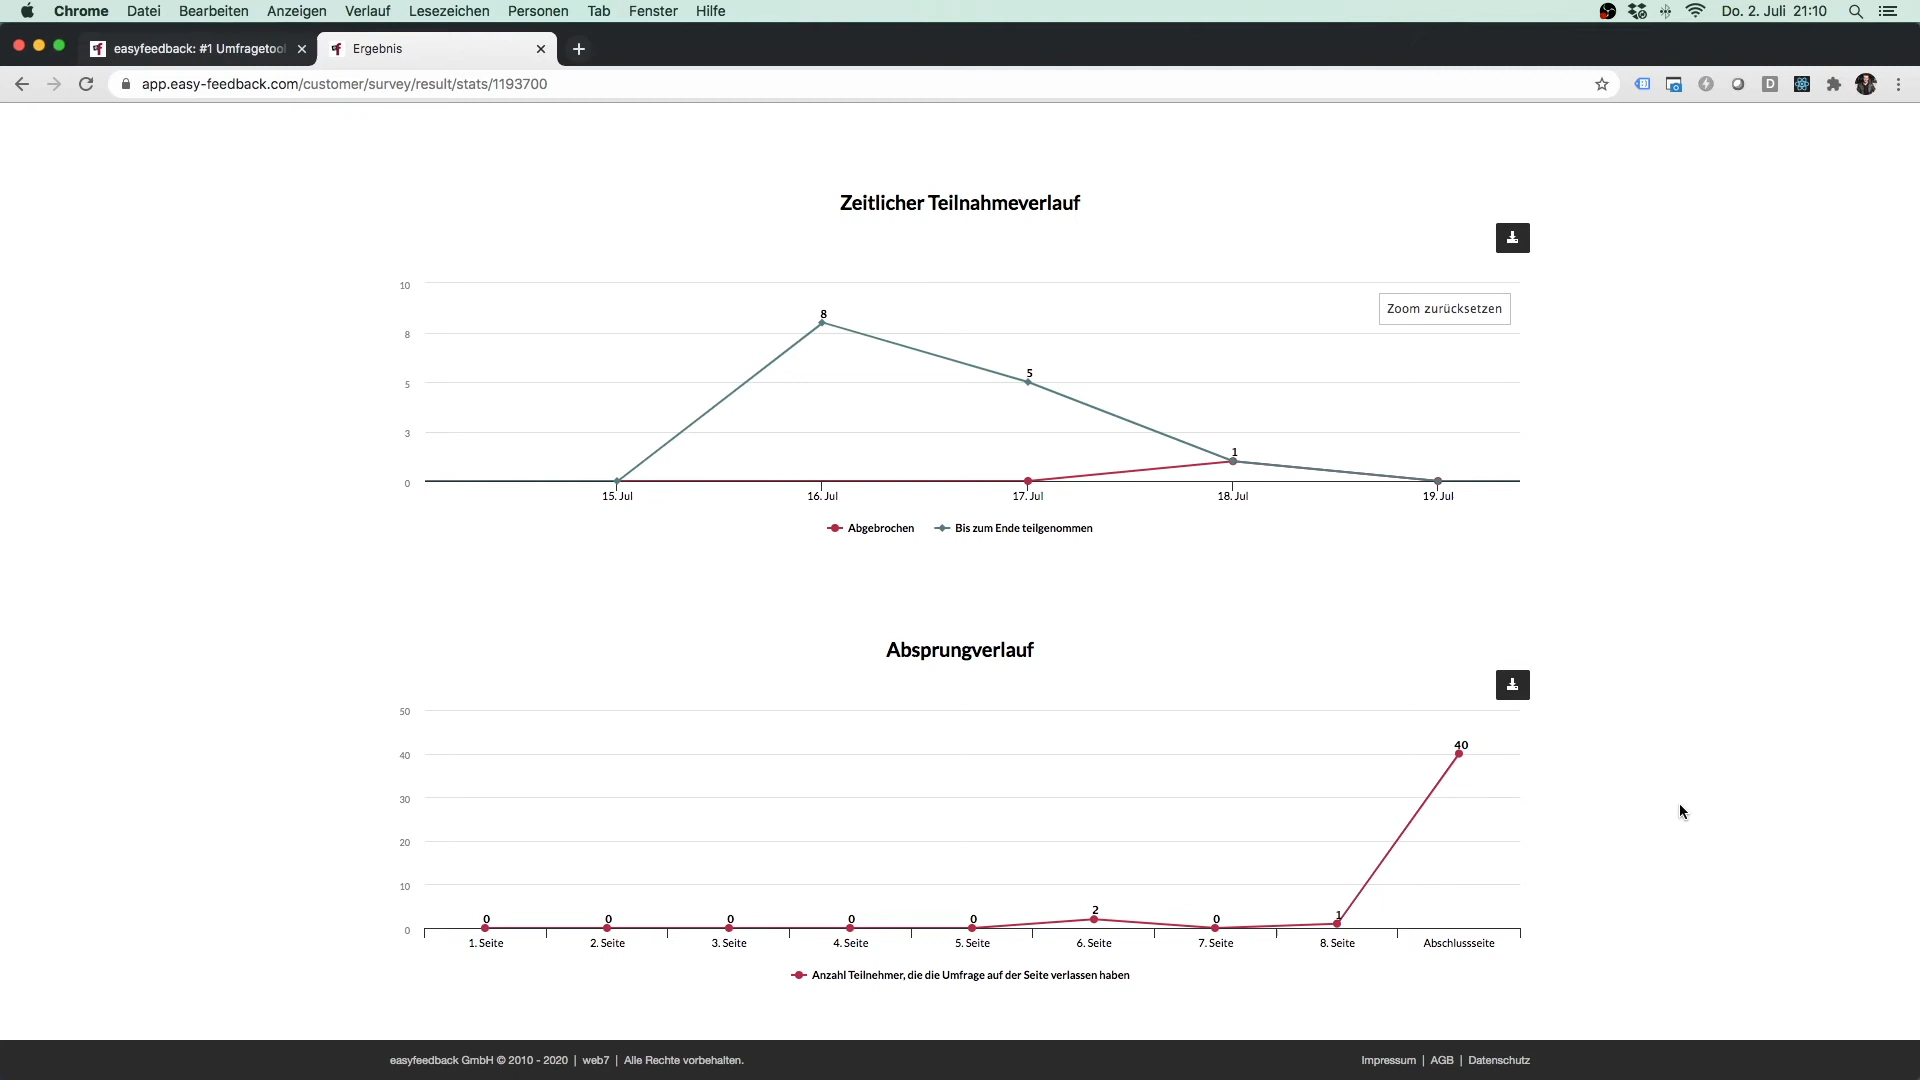 Chrome Datei Bearbeiten Anzeigen Verlauf Lesezeichen Personen Tab Fenster Hilfe Do. 2. Juli 21:10
easyfeedback: #1 Umfragetool Ergebnis
app.easy-feedback.com/customer/survey/result/stats/1193700
D
Zeitlicher Teilnahmeverlauf
10
Zoom zurücksetzen
8
8
5
5
3
1
0
15. Jul 16. Jul 17. Jul 18. Jul 19. Jul
Abgebrochen Bis zum Ende teilgenommen
Absprungverlauf
50
40
40
30
20
10
0 0 0 0 0 2 0 1
0
1. Seite 2. Seite 3. Seite 4. Seite 5. Seite 6. Seite 7. Seite 8. Seite Abschlussseite
Anzahl Teilnehmer, die die Umfrage auf der Seite verlassen haben
easyfeedback GmbH © 2010 - 2020 | web7 | Alle Rechte vorbehalten. Impressum | AGB | Datenschutz